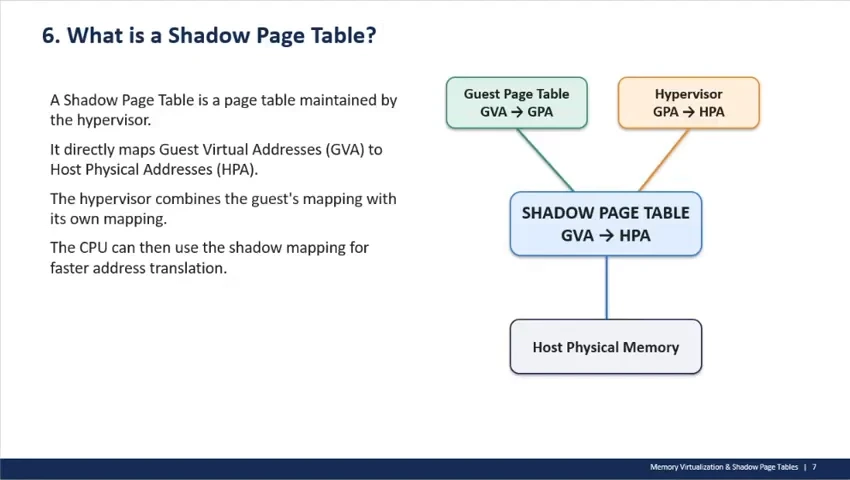 6. What is a Shadow Page Table?
A Shadow Page Table is a page table maintained by
the hypervisor.
It directly maps Guest Virtual Addresses (GVA) to
Host Physical Addresses (HPA).
The hypervisor combines the guest's mapping with
its own mapping.
The CPU can then use the shadow mapping for
faster address translation.
Guest Page Table
GVA → GPA
Hypervisor
GPA → HPA
SHADOW PAGE TABLE
GVA → HPA
Host Physical Memory
Memory Virtualization & Shadow Page Tables | 7